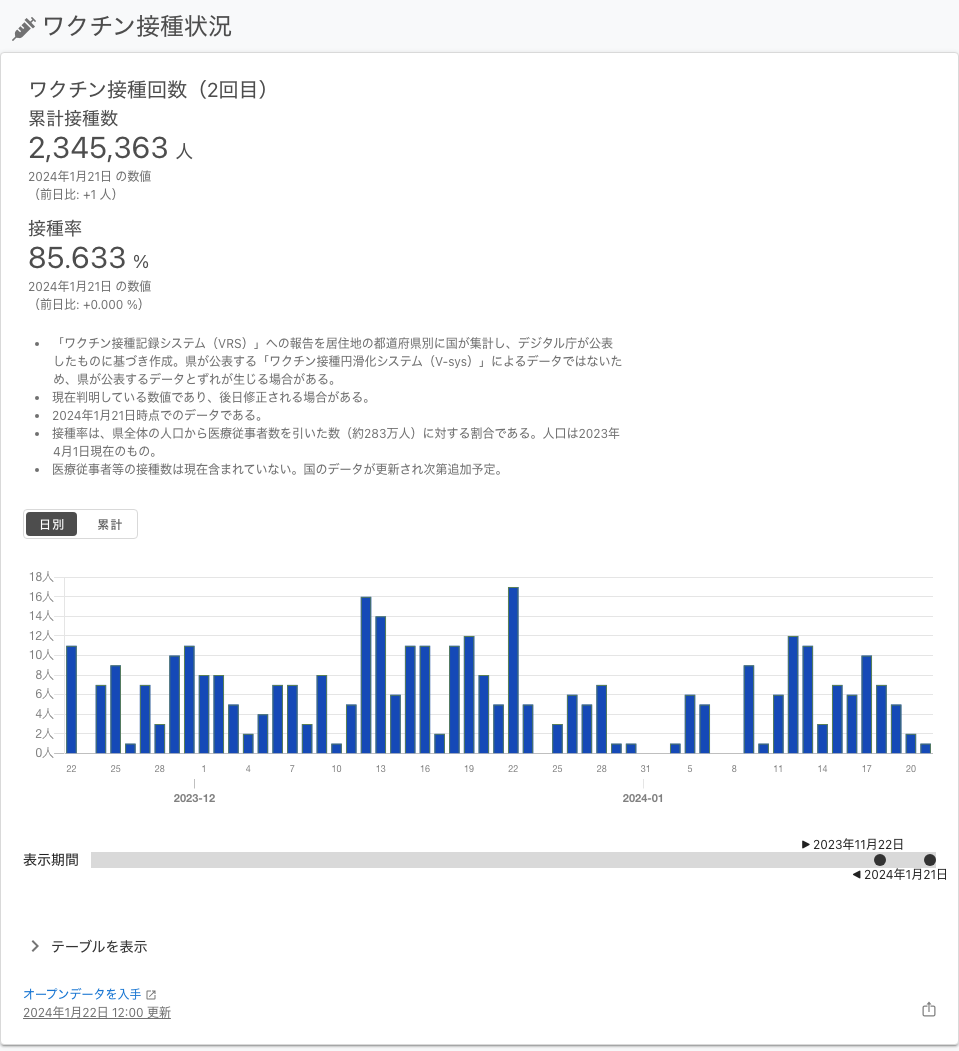 ワクチン接種状況
ワクチン接種回数（2回目）
累計接種数
2,345,363 人
2024年1月21日 の数値
（前日比: +1 人）
接種率
85.633 %
2024年1月21日 の数値
（前日比: +0.000 %）
• 「ワクチン接種記録システム（VRS）」への報告を居住地の都道府県別に国が集計し、デジタル庁が公表
したものに基づき作成。県が公表する「ワクチン接種円滑化システム（V-sys）」によるデータではないた
め、県が公表するデータとずれが生じる場合がある。
• 現在判明している数値であり、後日修正される場合がある。
• 2024年1月21日時点でのデータである。
• 接種率は、県全体の人口から医療従事者数を引いた数（約283万人）に対する割合である。人口は2023年
4月1日現在のもの。
• 医療従事者等の接種数は現在含まれていない。国のデータが更新され次第追加予定。
日別 累計
18人
16人
14人
12人
10人
8人
6人
4人
2人
0人
22 25 28 1 4 7 10 13 16 19 22 25 28 31 5 8 11 14 17 20
2023-12 2024-01
▶ 2023年11月22日
表示期間
◀ 2024年1月21日
テーブルを表示
オープンデータを入手
2024年1月22日 12:00 更新